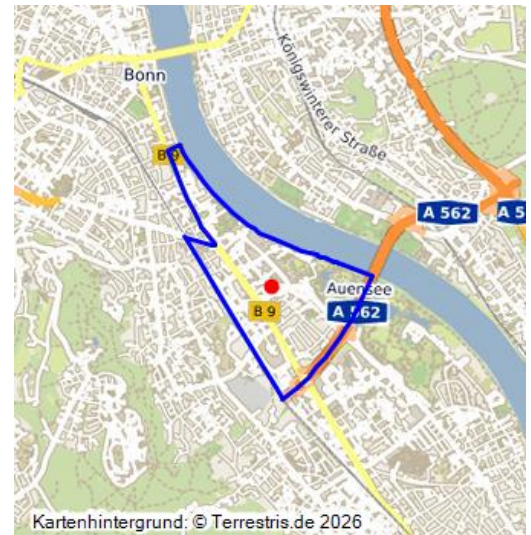 Bonn
Königswinterer Straße
B 9
A 562
A 5
Auensee
B 9
A 562
Kartenhintergrund: © Terrestris.de 2026